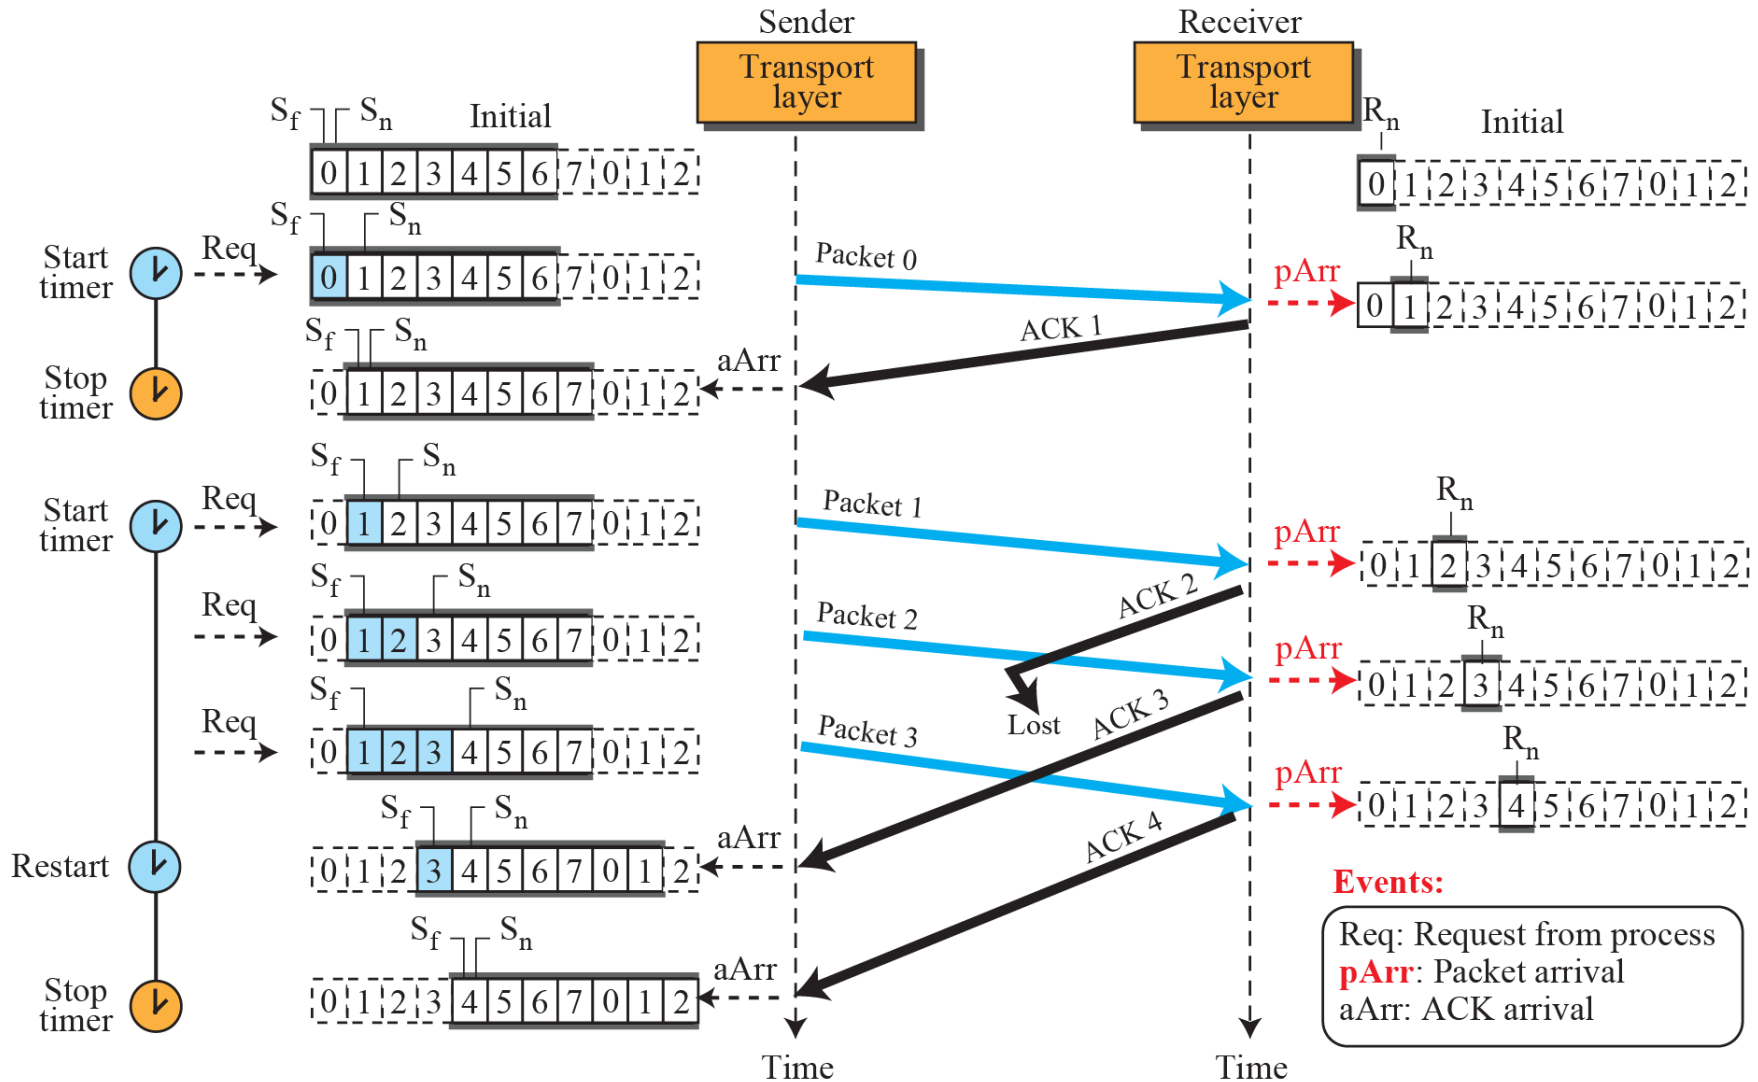 Sender
Receiver
Transport
layer
Transport
layer
Sf Sn Initial
0 1 2 3 4 5 6 7 0 1 2
Rn Initial
0 1 2 3 4 5 6 7 0 1 2
Start
timer
Req
Sf Sn
0 1 2 3 4 5 6 7 0 1 2
Packet 0
pArr
Rn
0 1 2 3 4 5 6 7 0 1 2
ACK 1
Stop
timer
Sf Sn
0 1 2 3 4 5 6 7 0 1 2
aArr
Start
timer
Req
Sf Sn
0 1 2 3 4 5 6 7 0 1 2
Packet 1
pArr
Rn
0 1 2 3 4 5 6 7 0 1 2
ACK 2
Lost
Req
Sf Sn
0 1 2 3 4 5 6 7 0 1 2
Packet 2
pArr
Rn
0 1 2 3 4 5 6 7 0 1 2
ACK 3
Req
Sf Sn
0 1 2 3 4 5 6 7 0 1 2
Packet 3
pArr
Rn
0 1 2 3 4 5 6 7 0 1 2
ACK 4
Restart
Sf Sn
0 1 2 3 4 5 6 7 0 1 2
aArr
Stop
timer
Sf Sn
0 1 2 3 4 5 6 7 0 1 2
aArr
Time
Time
Events:
Req: Request from process
pArr: Packet arrival
aArr: ACK arrival